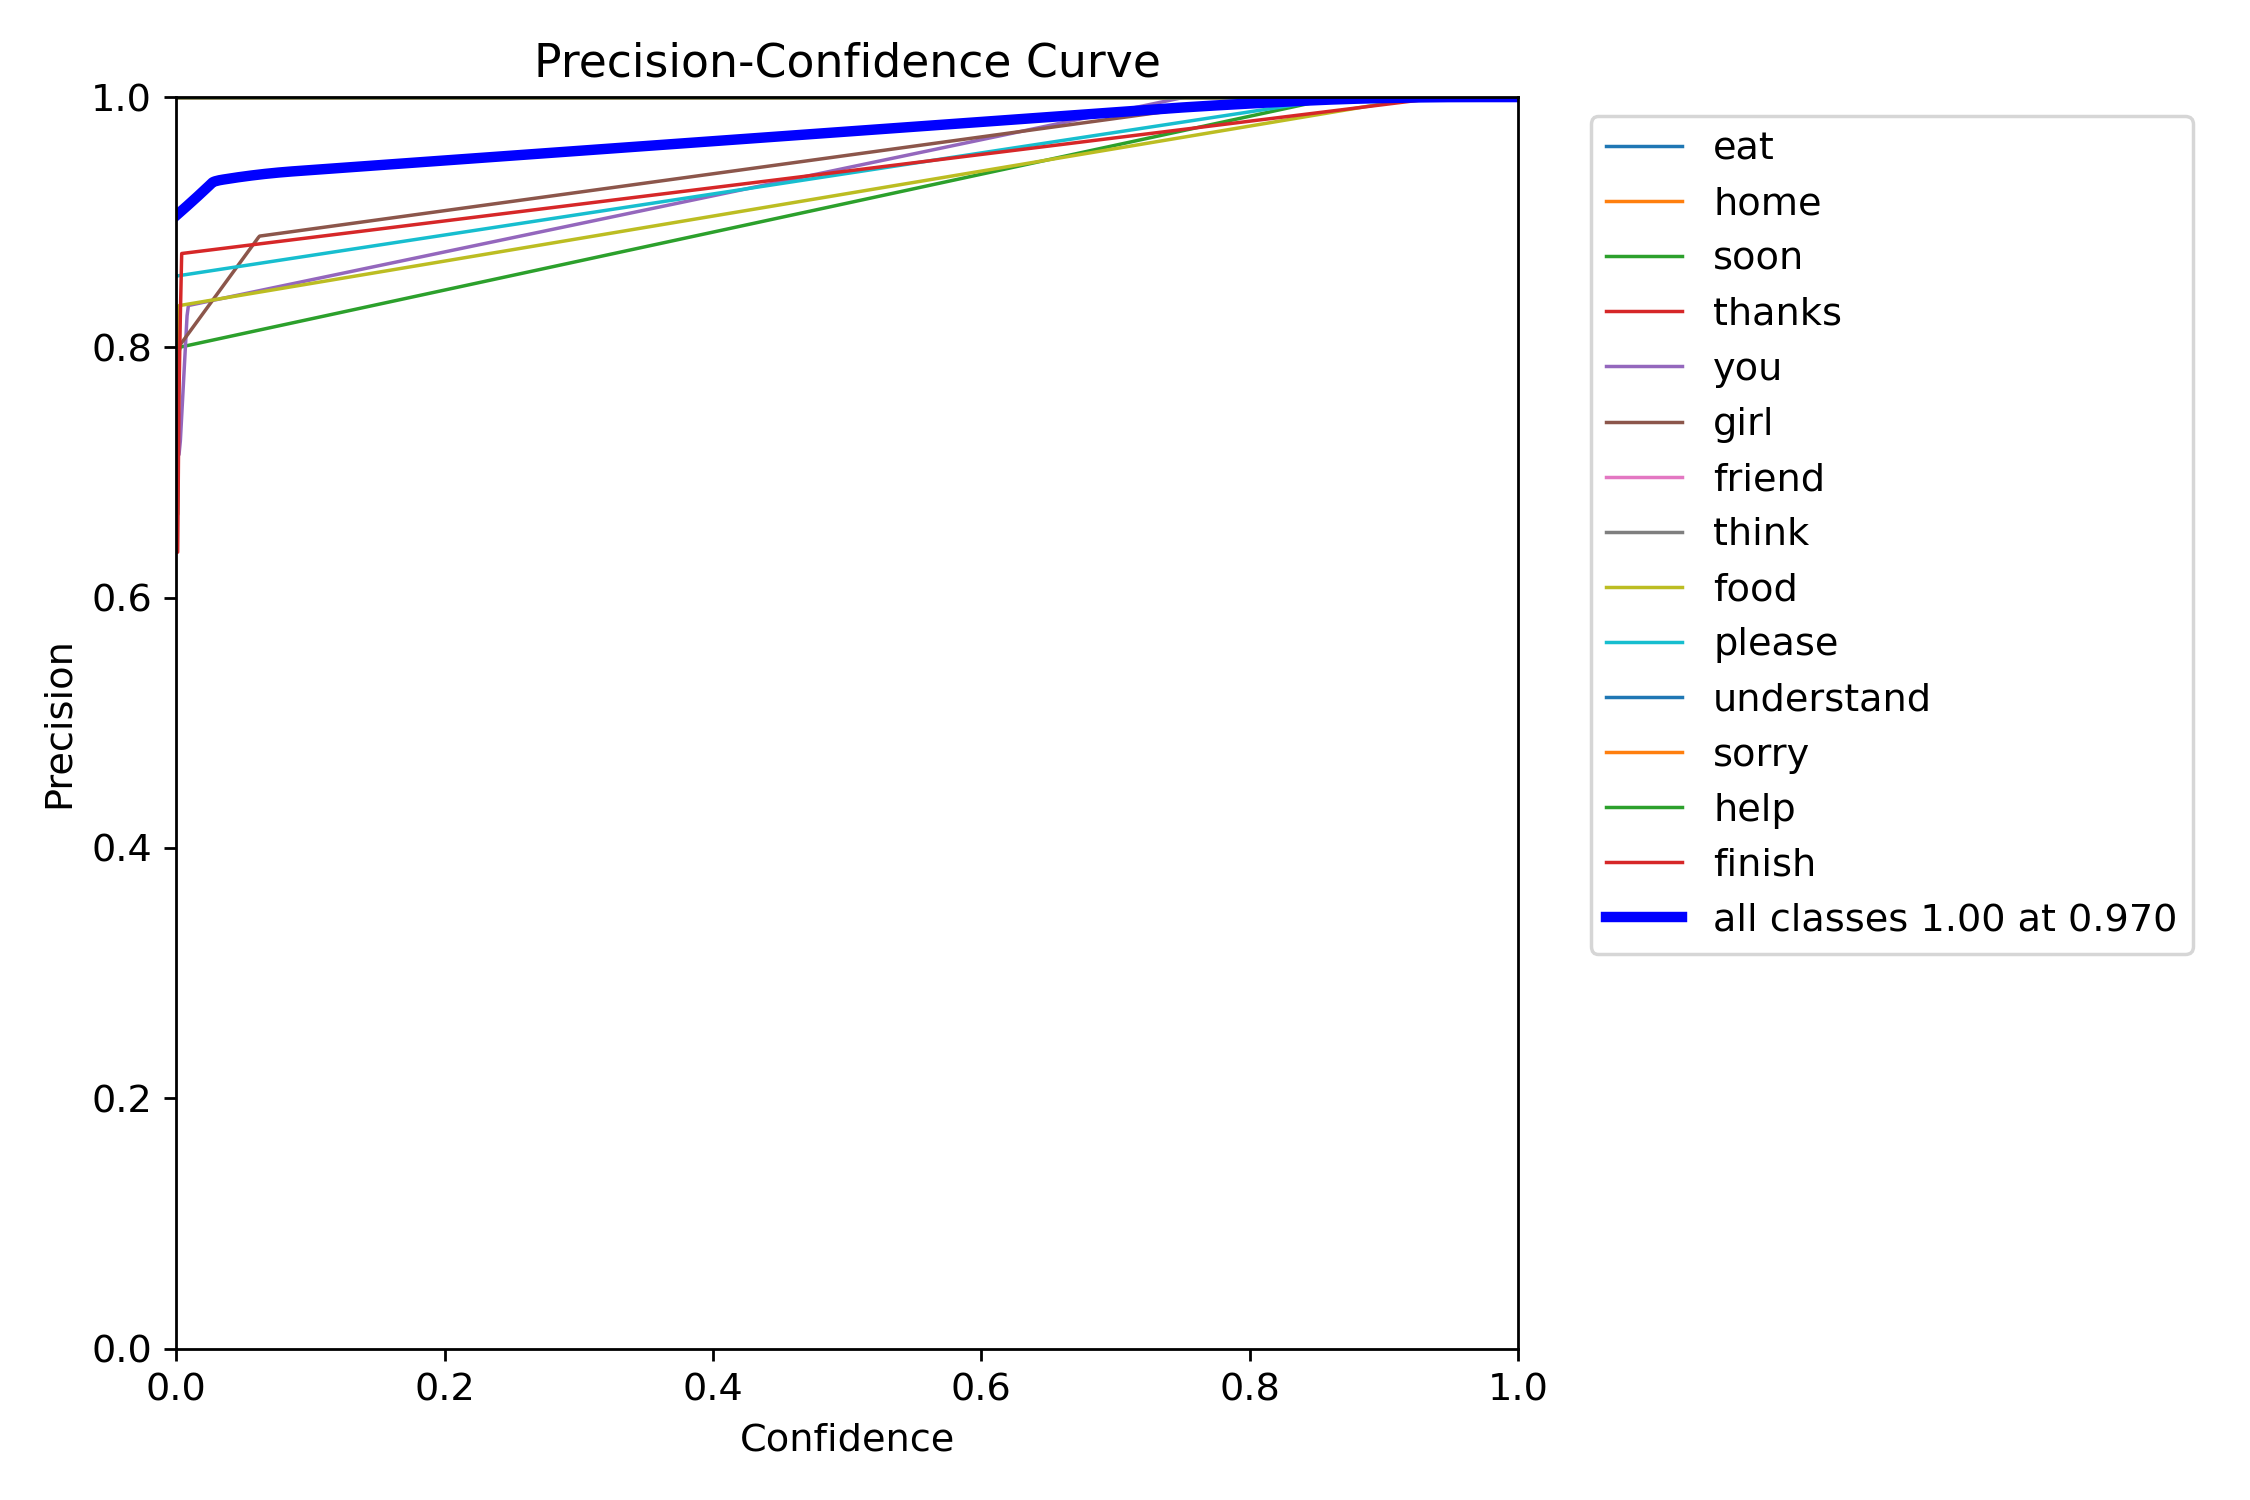 Precision-Confidence Curve
1.0
0.8
0.6
0.4
0.2
0.0
Precision
0.0 0.2 0.4 0.6 0.8 1.0
Confidence
eat
home
soon
thanks
you
girl
friend
think
food
please
understand
sorry
help
finish
all classes 1.00 at 0.970